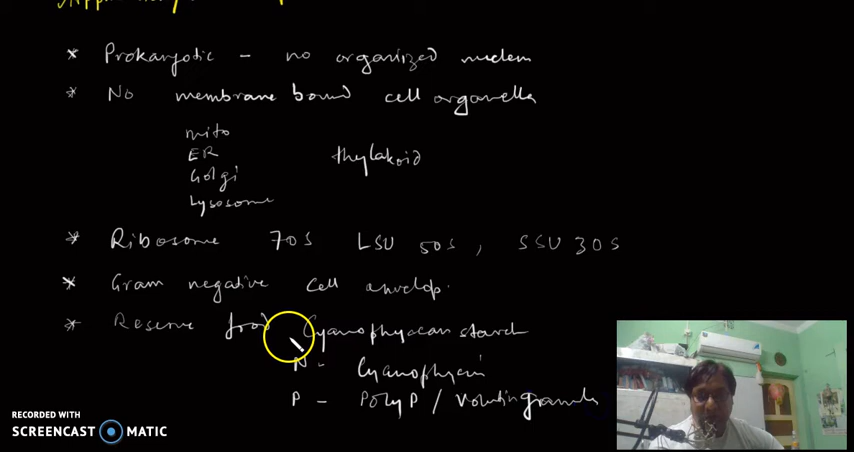 * Prokaryotic – no organized nucleus
* No membrane bound cell organelle
mito
ER
thylakoid
Golgi
Lysosome
* Ribosome 70S LSU 50S, SSU 30S
* Gram negative cell envelop.
* Reserve food Cyanophycean starch
N - Cyanophycin
P - PolyP / Volutin granule
RECORDED WITH
SCREENCAST MATIC